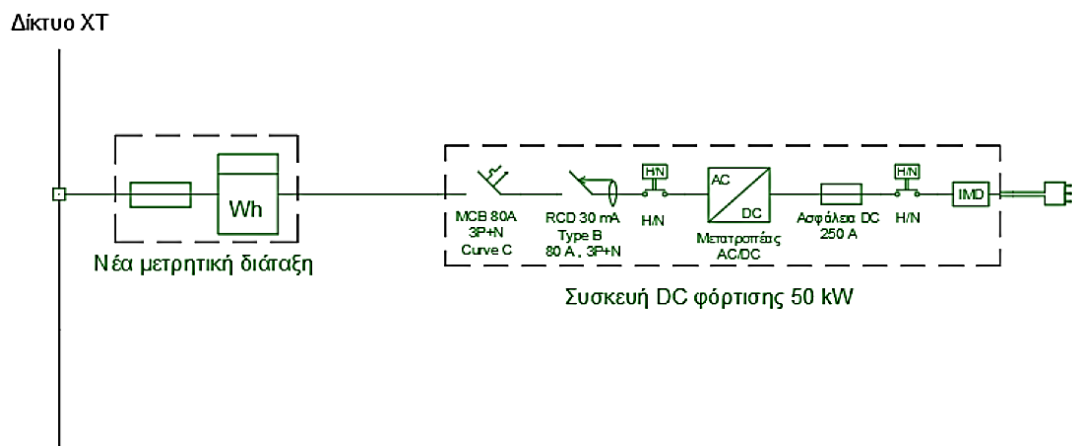 Δίκτυο ΧΤ
Wh
Νέα μετρητική διάταξη
MCB 80A
3P+N
Curve C
RCD 30 mA
Type B
80 A , 3P+N
H/N
H/N
AC
DC
Μετατροπέας
AC/DC
Ασφάλεια DC
250 A
H/N
H/N
IMD
Συσκευή DC φόρτισης 50 kW